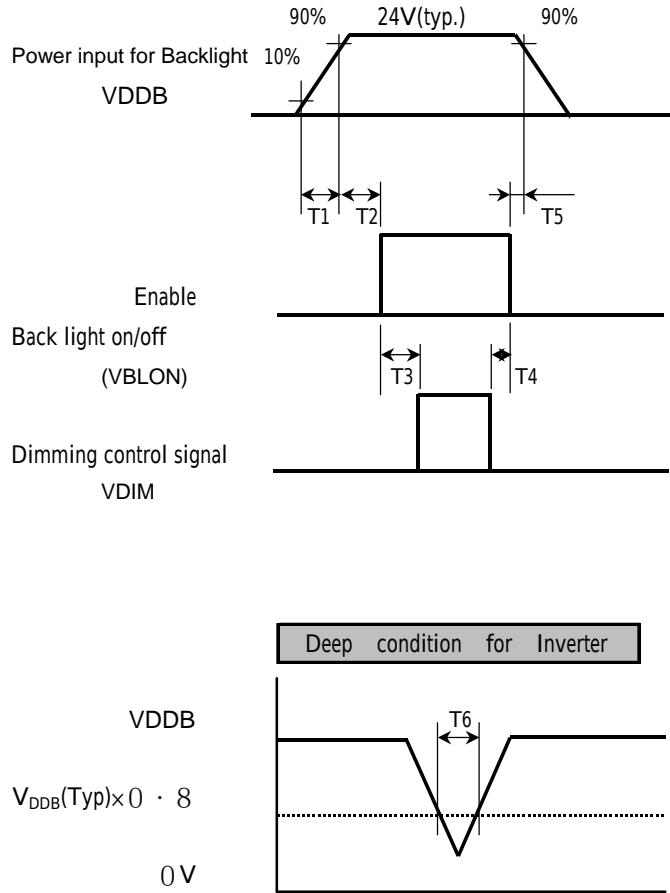 90% 24V(typ.) 90%
Power input for Backlight 10%
VDDB
T1 T2 T5
Enable
Back light on/off
(VBLON)
T3 T4
Dimming control signal
VDIM
Deep condition for Inverter
VDDB
T6
VDDB(Typ)×0・8
0V